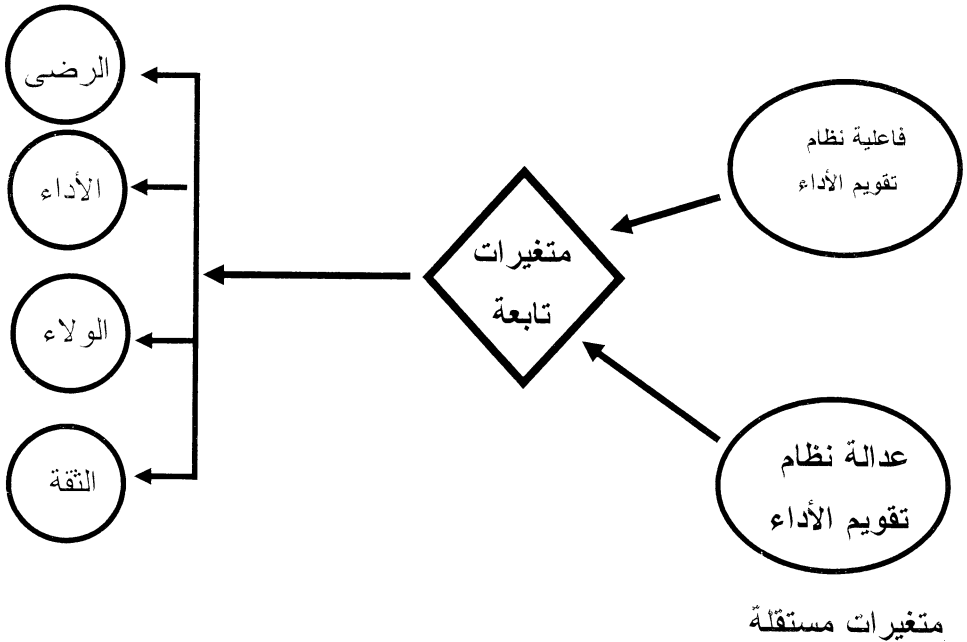 فاعلية نظام
تقويم الأداء
عدالة نظام
تقويم الأداء
متغيرات مستقلة
متغيرات
تابعة
الرضى
الأداء
الولاء
الثقة